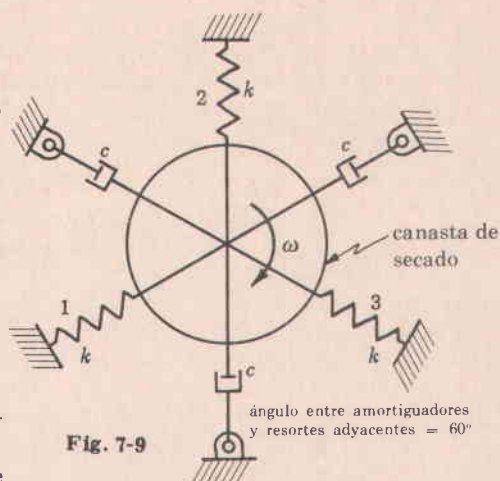 2
k
c
c
ω
canasta de
secado
1
3
k
k
c
ángulo entre amortiguadores
y resortes adyacentes = 60°
Fig. 7-9